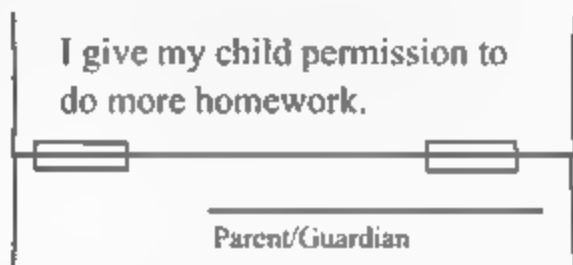 I give my child permission to
do more homework.
Parent/Guardian